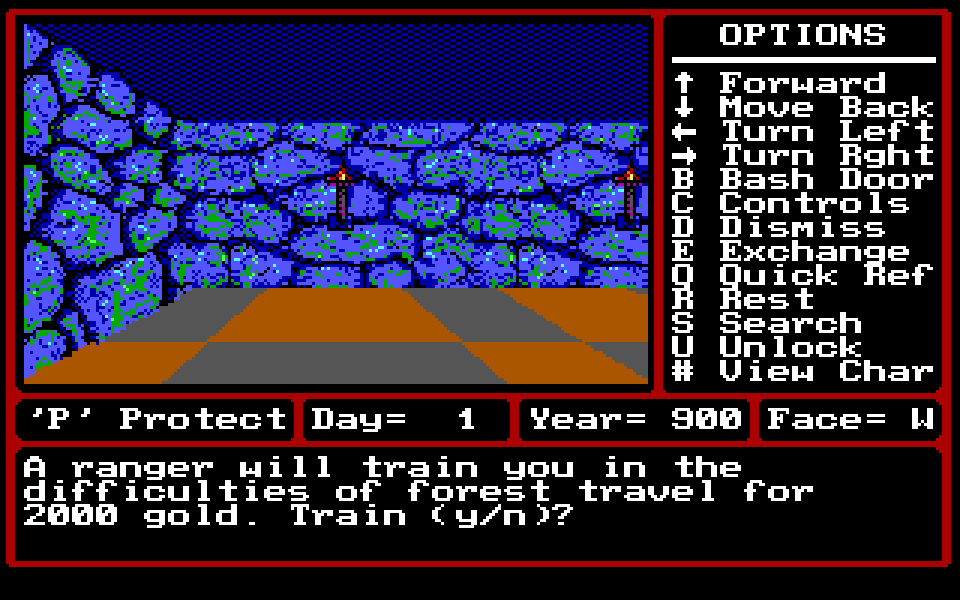 OPTIONS
↑ Forward
↓ Move Back
← Turn Left
→ Turn Rght
B Bash Door
C Controls
D Dismiss
E Exchange
Q Quick Ref
R Rest
S Search
U Unlock
# View Char
'P' Protect Day= 1 Year= 900 Face= W
A ranger will train you in the
difficulties of forest travel for
2000 gold. Train (y/n)?